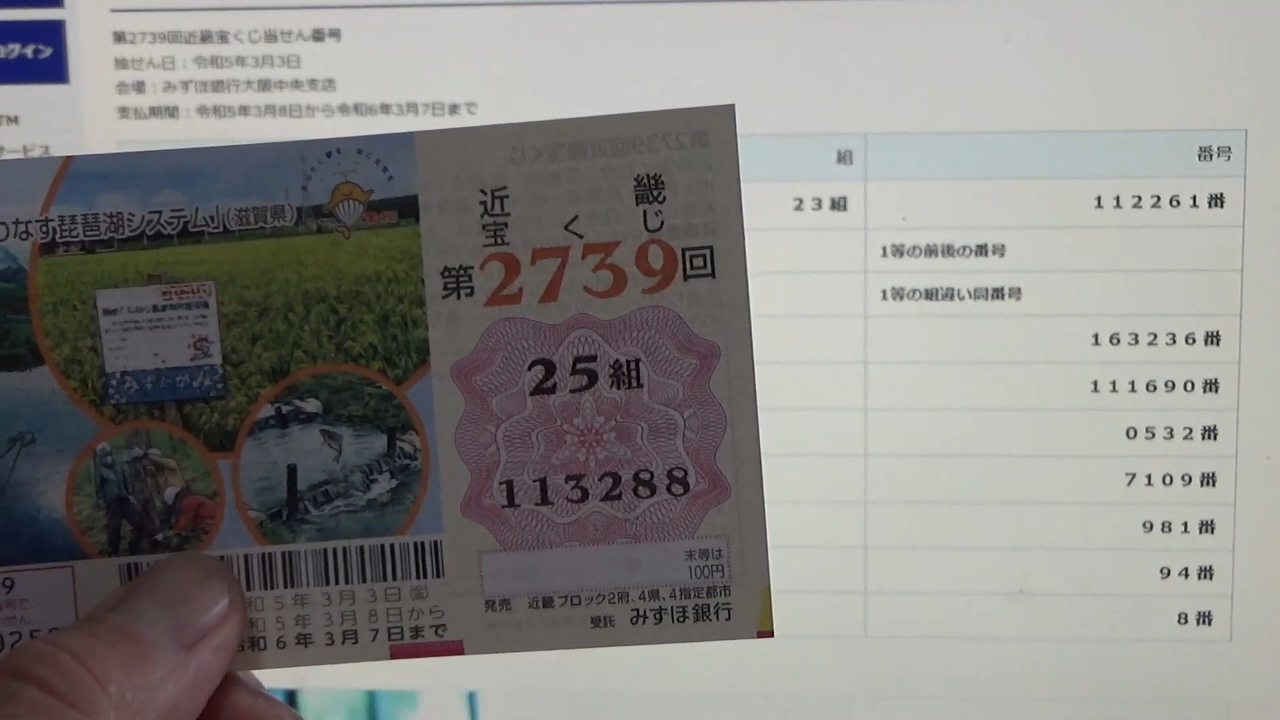 ログイン
第2739回近畿宝くじ当せん番号
抽せん日：令和5年3月3日
会場：みずほ銀行大阪中央支店
支払期間：令和5年3月8日から令和6年3月7日まで
TM
サービス
組
番号
23組
112261番
1等の前後の番号
1等の組違い同番号
163236番
111690番
0532番
7109番
981番
94番
8番
なす琵琶湖システム」(滋賀県)
近畿
宝くじ
第2739回
25組
113288
末等は
100円
発売 近畿ブロック2府、4県、4指定都市
受託 みずほ銀行
和5年3月3日㊎
和5年3月8日から
和6年3月7日まで